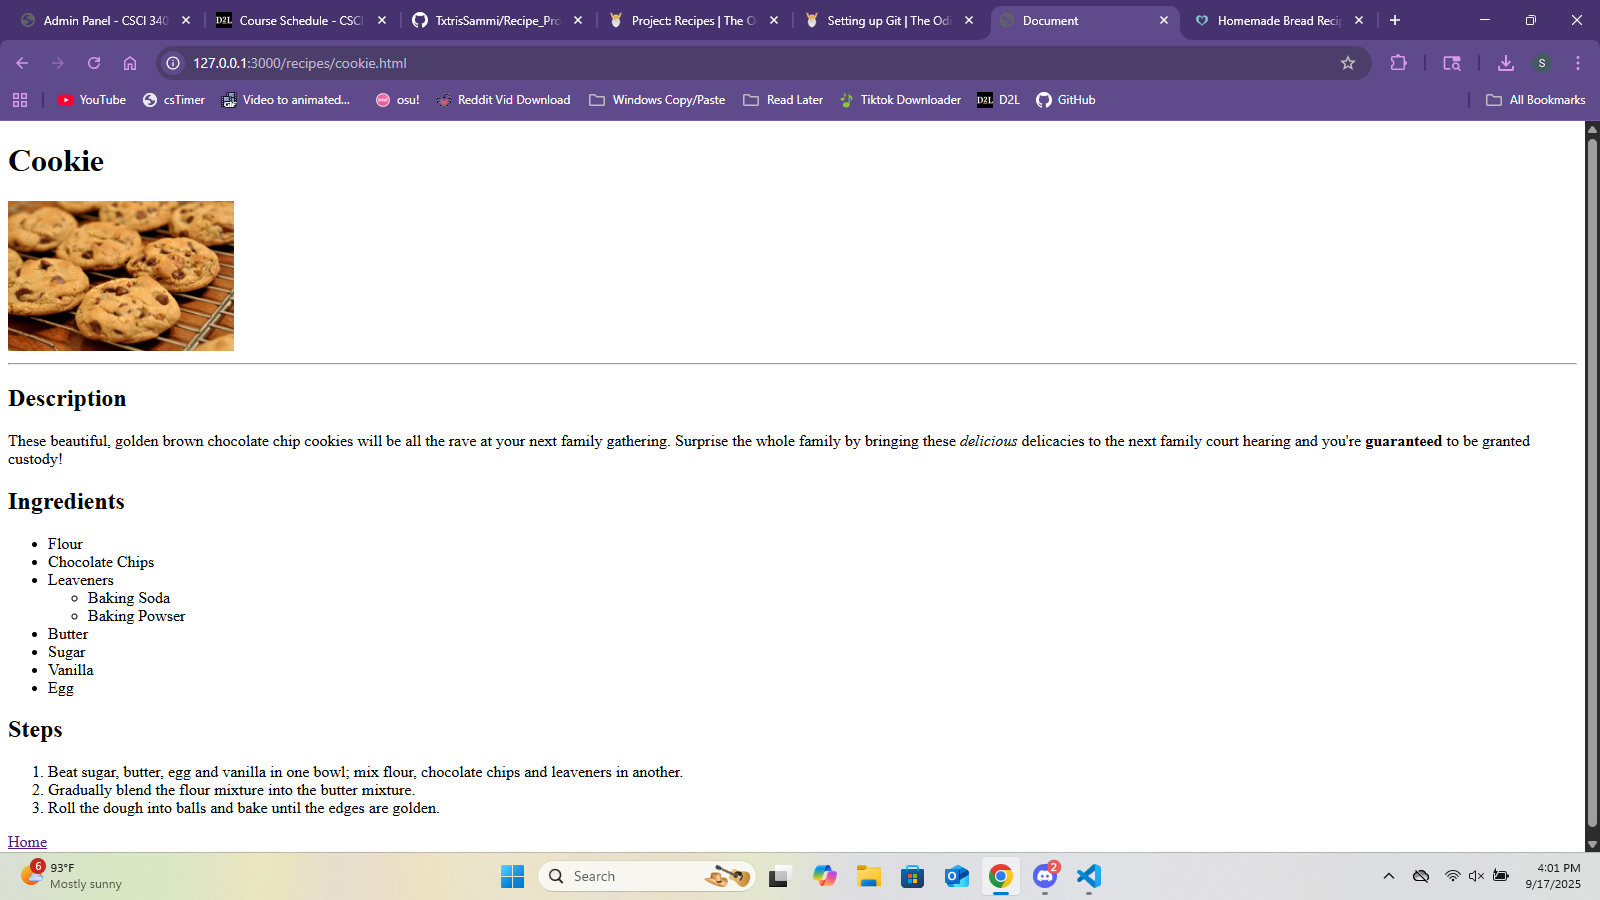 Admin Panel - CSCI 340
Course Schedule - CSCI
TxtrisSammi/Recipe_Pro
Project: Recipes | The O
Setting up Git | The Odi
Document
Homemade Bread Recip
127.0.0.1:3000/recipes/cookie.html
S
YouTube
csTimer
Video to animated...
osu!
Reddit Vid Download
Windows Copy/Paste
Read Later
Tiktok Downloader
D2L
GitHub
All Bookmarks
Cookie
Description
These beautiful, golden brown chocolate chip cookies will be all the rave at your next family gathering. Surprise the whole family by bringing these delicious delicacies to the next family court hearing and you're guaranteed to be granted
custody!
Ingredients
Flour
Chocolate Chips
Leaveners
Baking Soda
Baking Powser
Butter
Sugar
Vanilla
Egg
Steps
1. Beat sugar, butter, egg and vanilla in one bowl; mix flour, chocolate chips and leaveners in another.
2. Gradually blend the flour mixture into the butter mixture.
3. Roll the dough into balls and bake until the edges are golden.
Home
6
93°F
Mostly sunny
Search
2
4:01 PM
9/17/2025